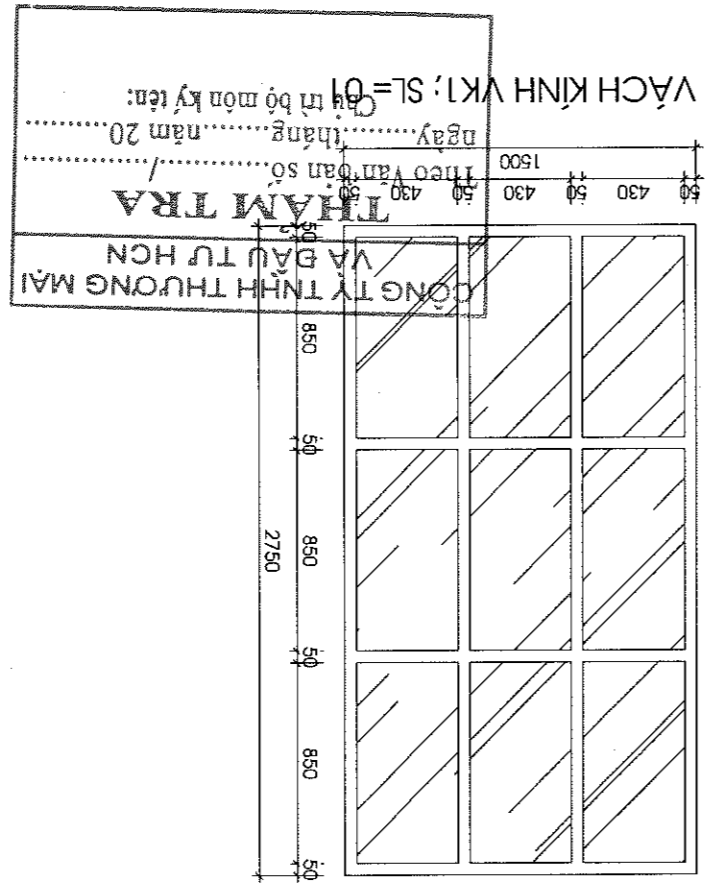 CÔNG TY TNHH THƯƠNG MẠI
VÀ ĐẦU TƯ HCN
THẨM TRA
Theo văn bản số............/............
ngày.........tháng.........năm 20.........
Chủ trì bộ môn ký tên:
VÁCH KÍNH VK1; SL=01
50 430 50 430 50 430 50
1500
50 850 50 850 50 850 50
2750